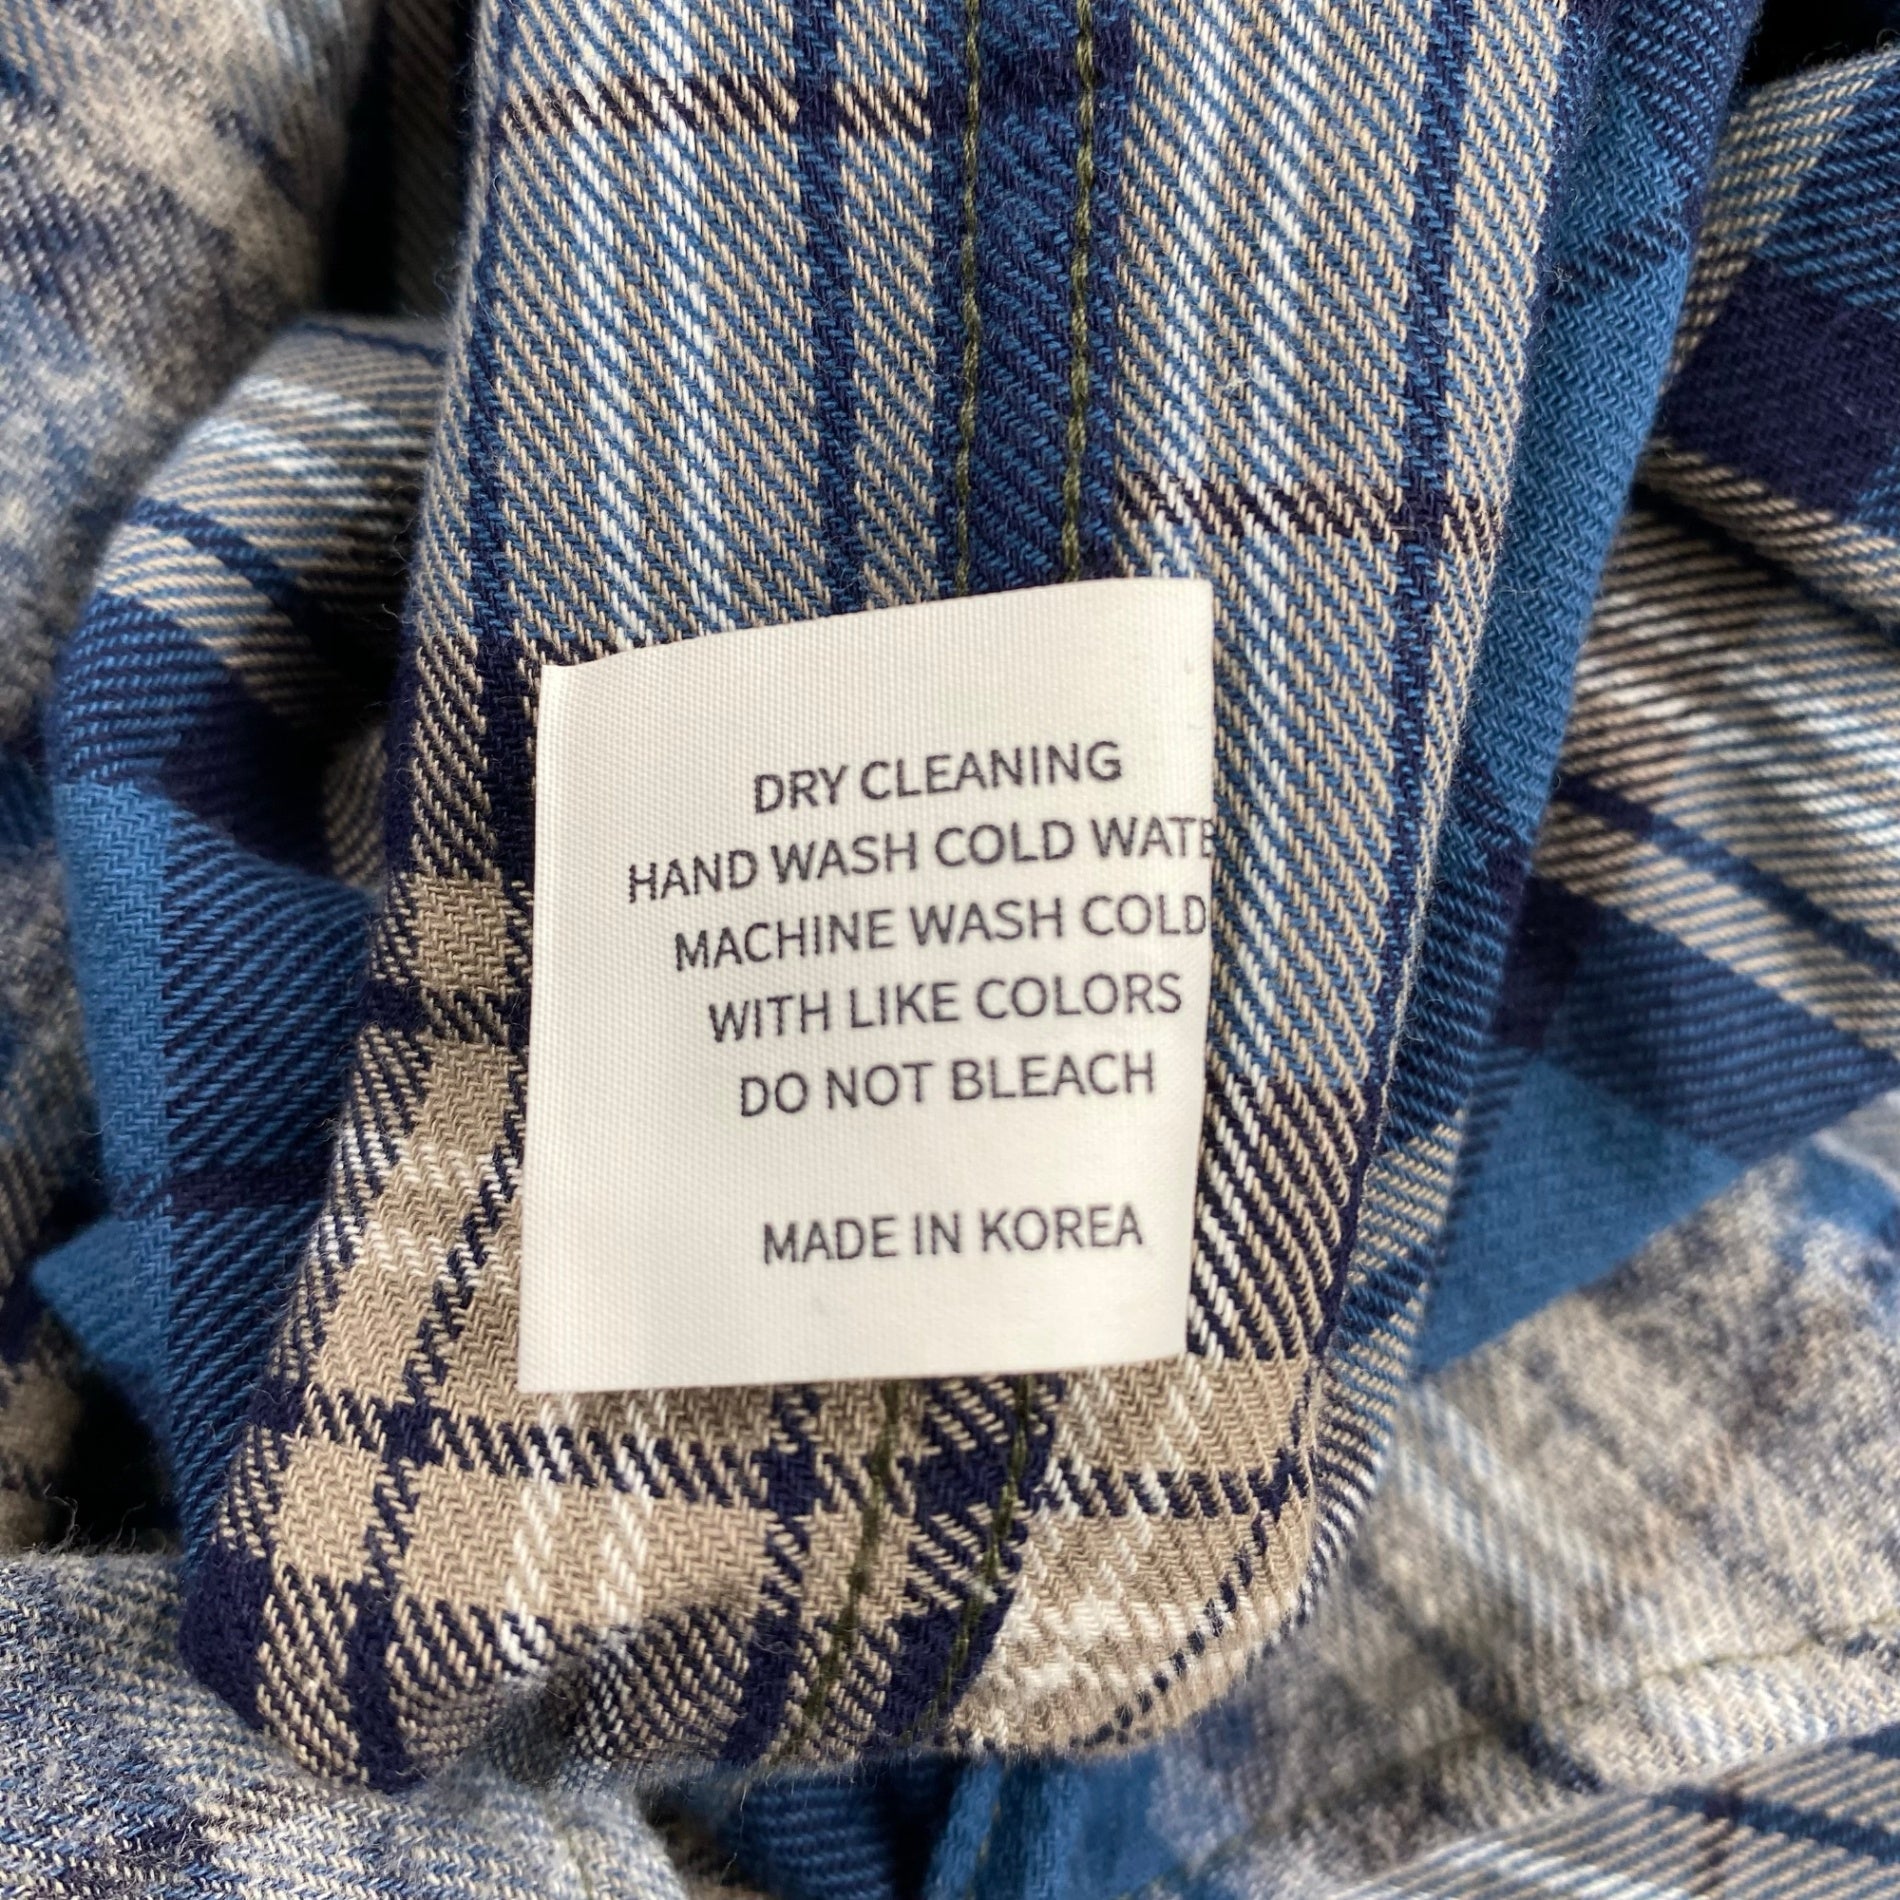 DRY CLEANING
HAND WASH COLD WATE
MACHINE WASH COLD
WITH LIKE COLORS
DO NOT BLEACH
MADE IN KOREA